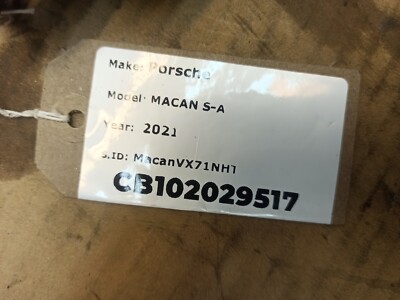 Make: Porsche
Model: MACAN S-A
Year: 2021
S.ID: MacanVX71NHT
CB102029517